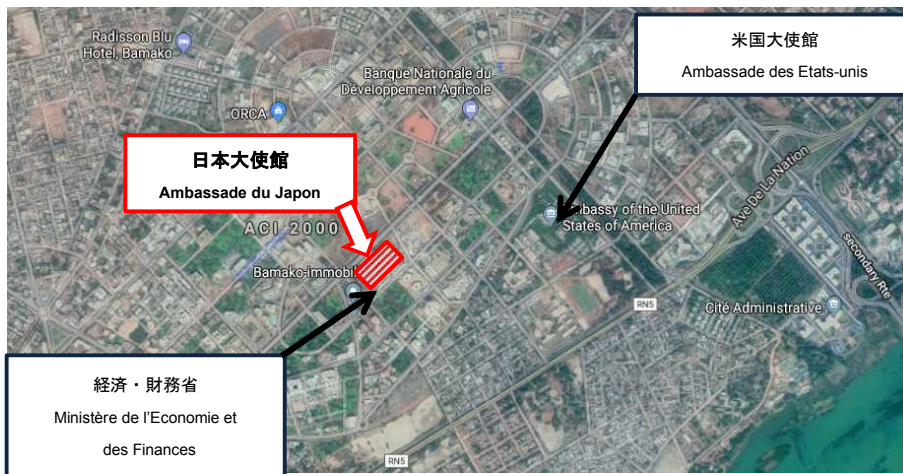 Radisson Blu
Hotel, Bamako
米国大使館
Ambassade des Etats-unis
Banque Nationale du
Développement Agricole
ORCA
日本大使館
Ambassade du Japon
Ave De La Nation
Embassy of the United
States of America
ACI 2000
secondary Rte
Bamako-immobil
RN5
Cité Administrative
経済・財務省
Ministère de l'Economie et
des Finances
RN5